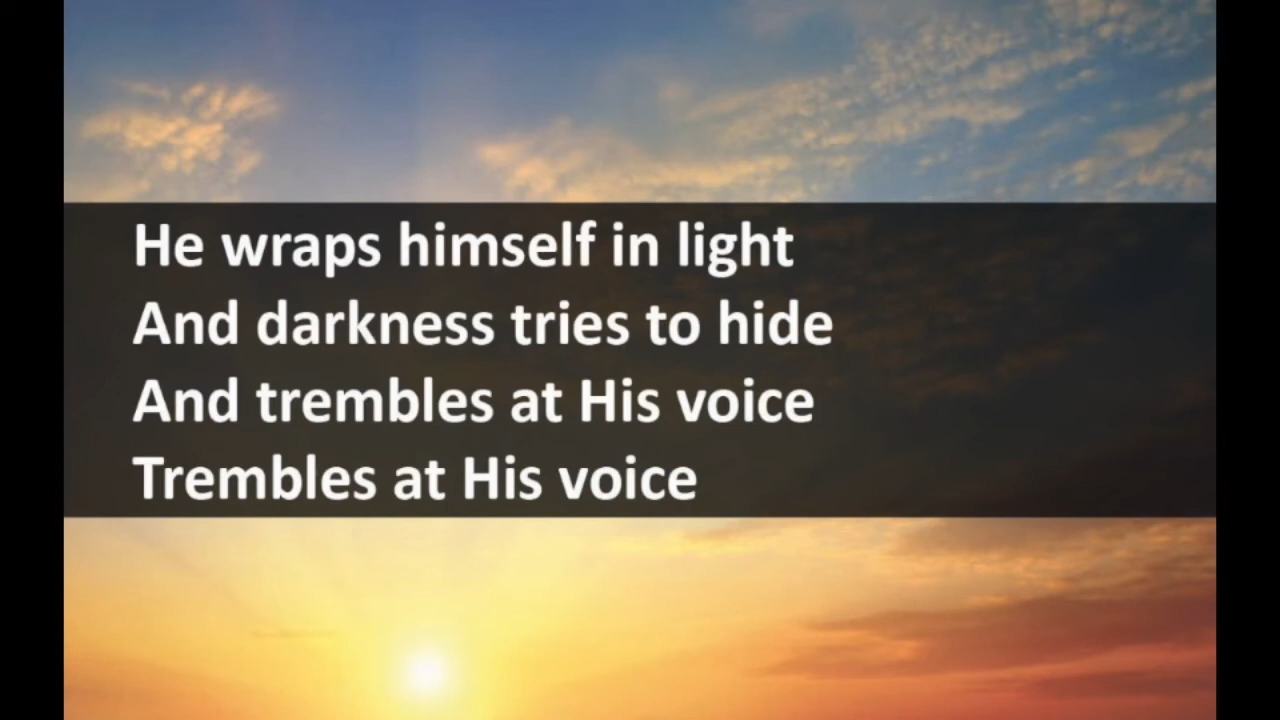 He wraps himself in light
And darkness tries to hide
And trembles at His voice
Trembles at His voice